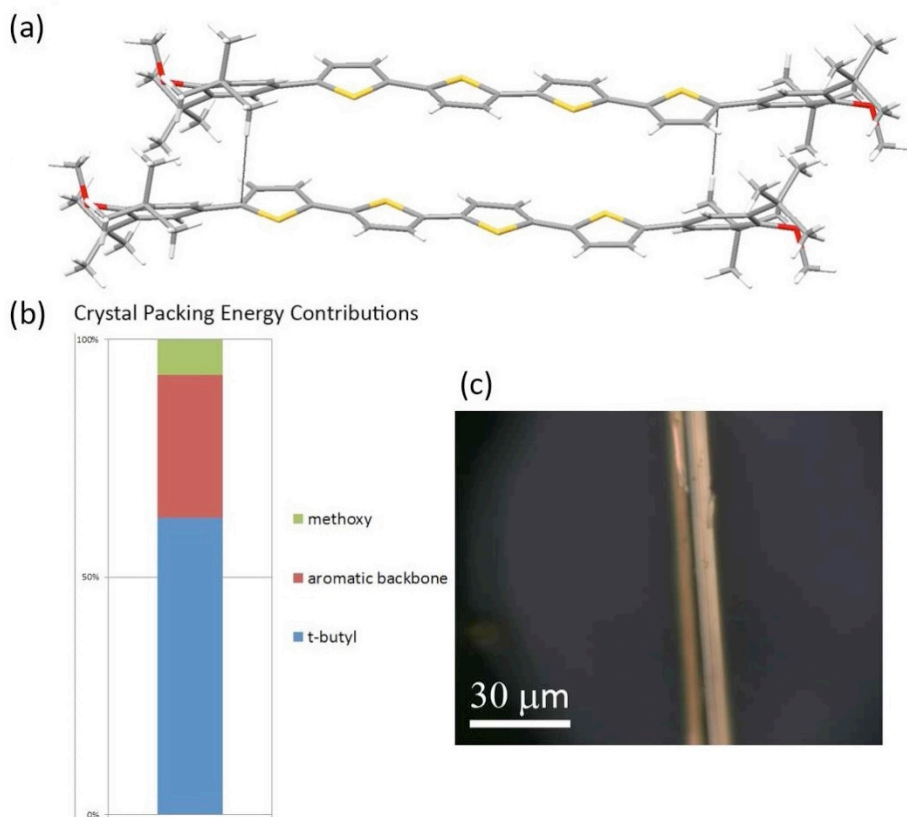 (a)
(b) Crystal Packing Energy Contributions
100%
50%
0%
methoxy
aromatic backbone
t-butyl
(c)
30 μm